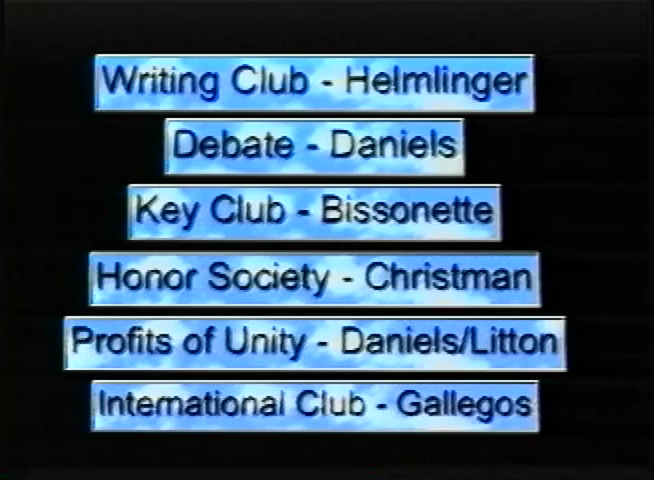 Writing Club - Helmlinger
Debate - Daniels
Key Club - Bissonette
Honor Society - Christman
Profits of Unity - Daniels/Litton
International Club - Gallegos